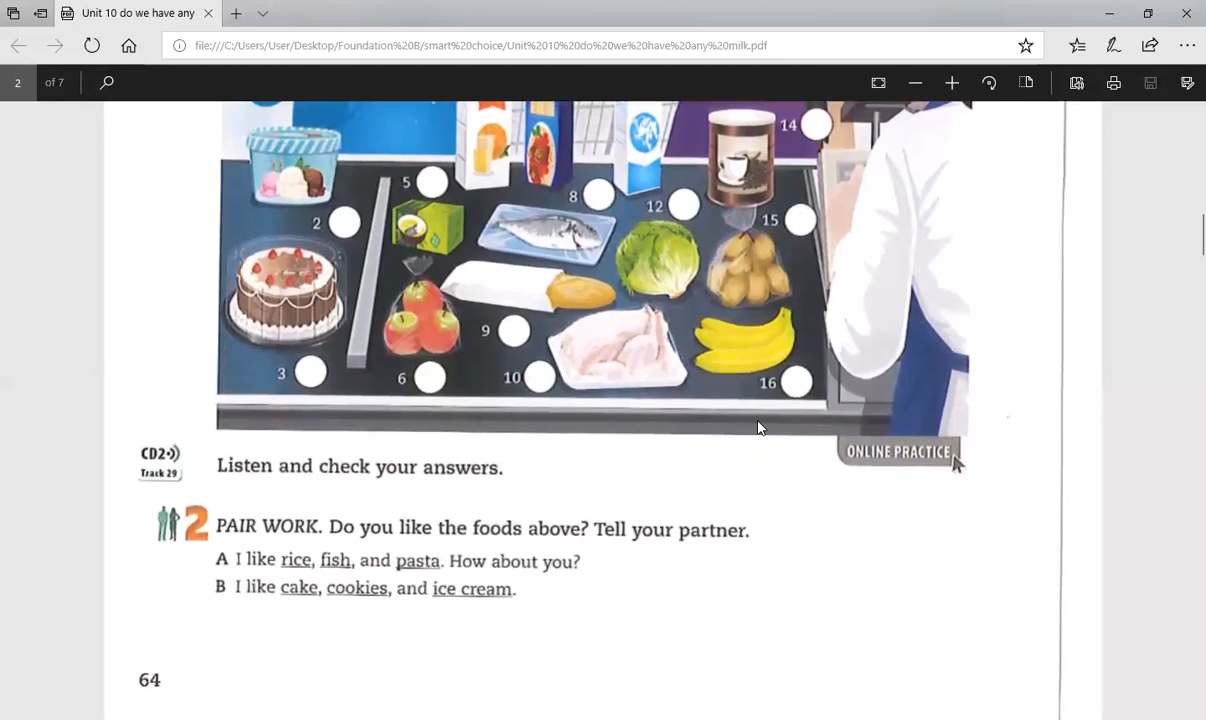 Unit 10 do we have any
file:///C:/Users/User/Desktop/Foundation%20B/smart%20choice/Unit%2010%20do%20we%20have%20any%20milk.pdf
2 of 7
14
5
8
12
2
15
9
3
6
10
16
CD2
Track 29
Listen and check your answers.
ONLINE PRACTICE
2 PAIR WORK. Do you like the foods above? Tell your partner.
A I like rice, fish, and pasta. How about you?
B I like cake, cookies, and ice cream.
64